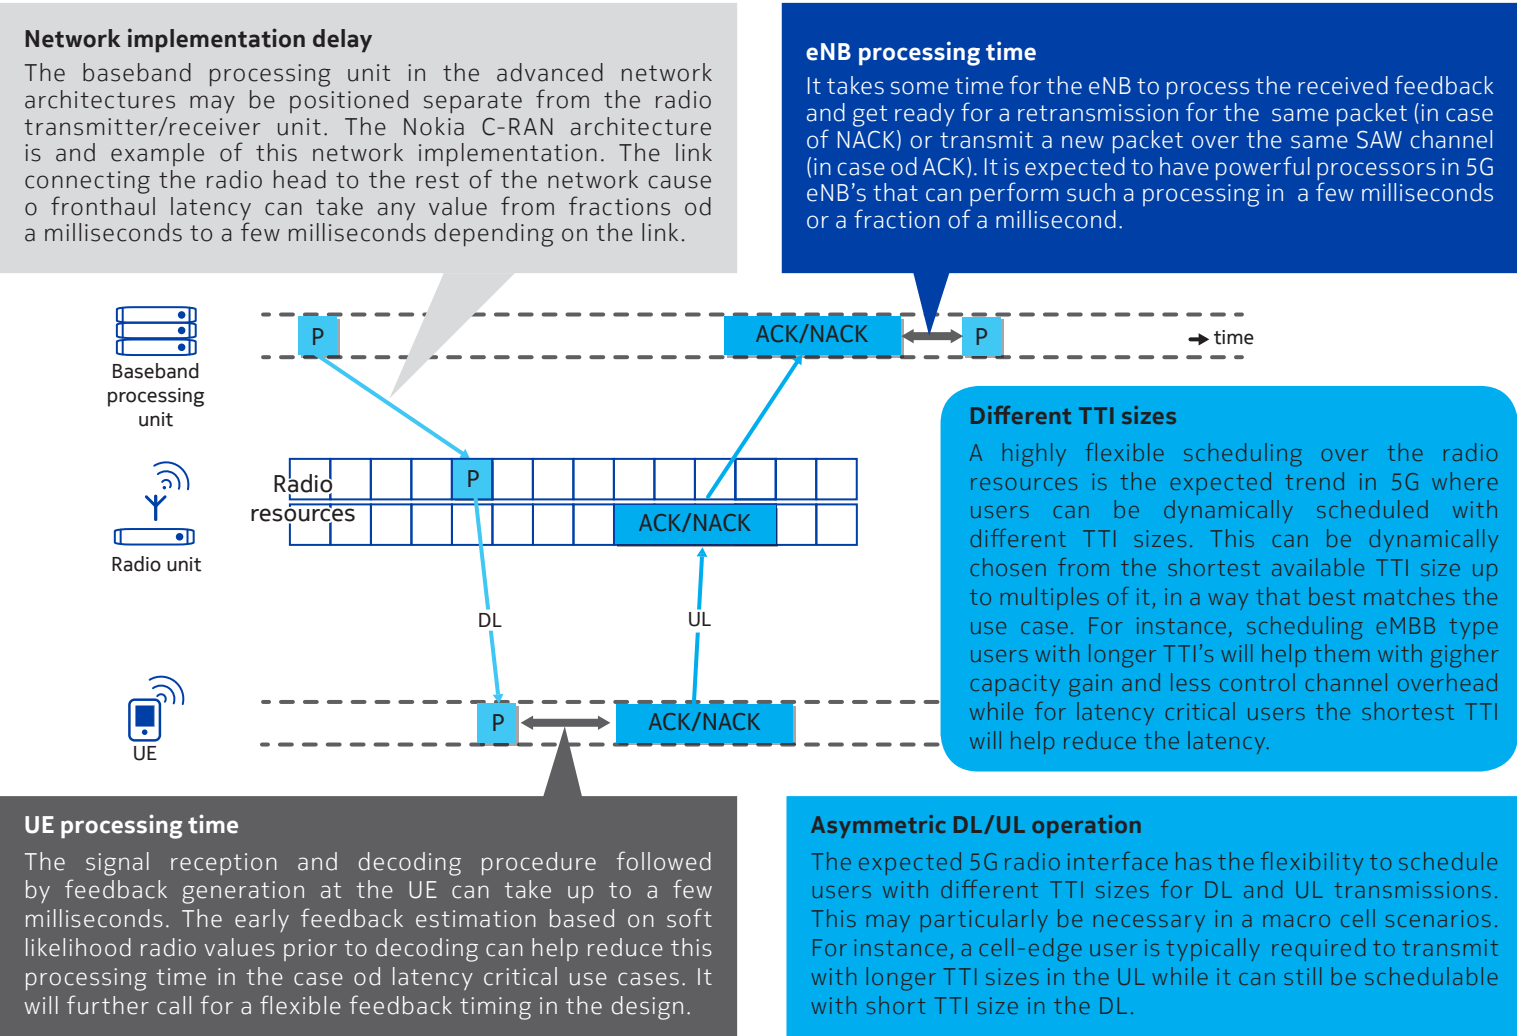 Network implementation delay
The baseband processing unit in the advanced network
architectures may be positioned separate from the radio
transmitter/receiver unit. The Nokia C-RAN architecture
is and example of this network implementation. The link
connecting the radio head to the rest of the network cause
o fronthaul latency can take any value from fractions od
a milliseconds to a few milliseconds depending on the link.
eNB processing time
It takes some time for the eNB to process the received feedback
and get ready for a retransmission for the same packet (in case
of NACK) or transmit a new packet over the same SAW channel
(in case od ACK). It is expected to have powerful processors in 5G
eNB's that can perform such a processing in a few milliseconds
or a fraction of a millisecond.
P
ACK/NACK
P
time
Baseband
processing
unit
Different TTI sizes
A highly flexible scheduling over the radio
resources is the expected trend in 5G where
users can be dynamically scheduled with
different TTI sizes. This can be dynamically
chosen from the shortest available TTI size up
to multiples of it, in a way that best matches the
use case. For instance, scheduling eMBB type
users with longer TTI's will help them with gigher
capacity gain and less control channel overhead
while for latency critical users the shortest TTI
will help reduce the latency.
Radio
resources
P
ACK/NACK
Radio unit
DL
UL
P
ACK/NACK
UE
UE processing time
The signal reception and decoding procedure followed
by feedback generation at the UE can take up to a few
milliseconds. The early feedback estimation based on soft
likelihood radio values prior to decoding can help reduce this
processing time in the case od latency critical use cases. It
will further call for a flexible feedback timing in the design.
Asymmetric DL/UL operation
The expected 5G radio interface has the flexibility to schedule
users with different TTI sizes for DL and UL transmissions.
This may particularly be necessary in a macro cell scenarios.
For instance, a cell-edge user is typically required to transmit
with longer TTI sizes in the UL while it can still be schedulable
with short TTI size in the DL.